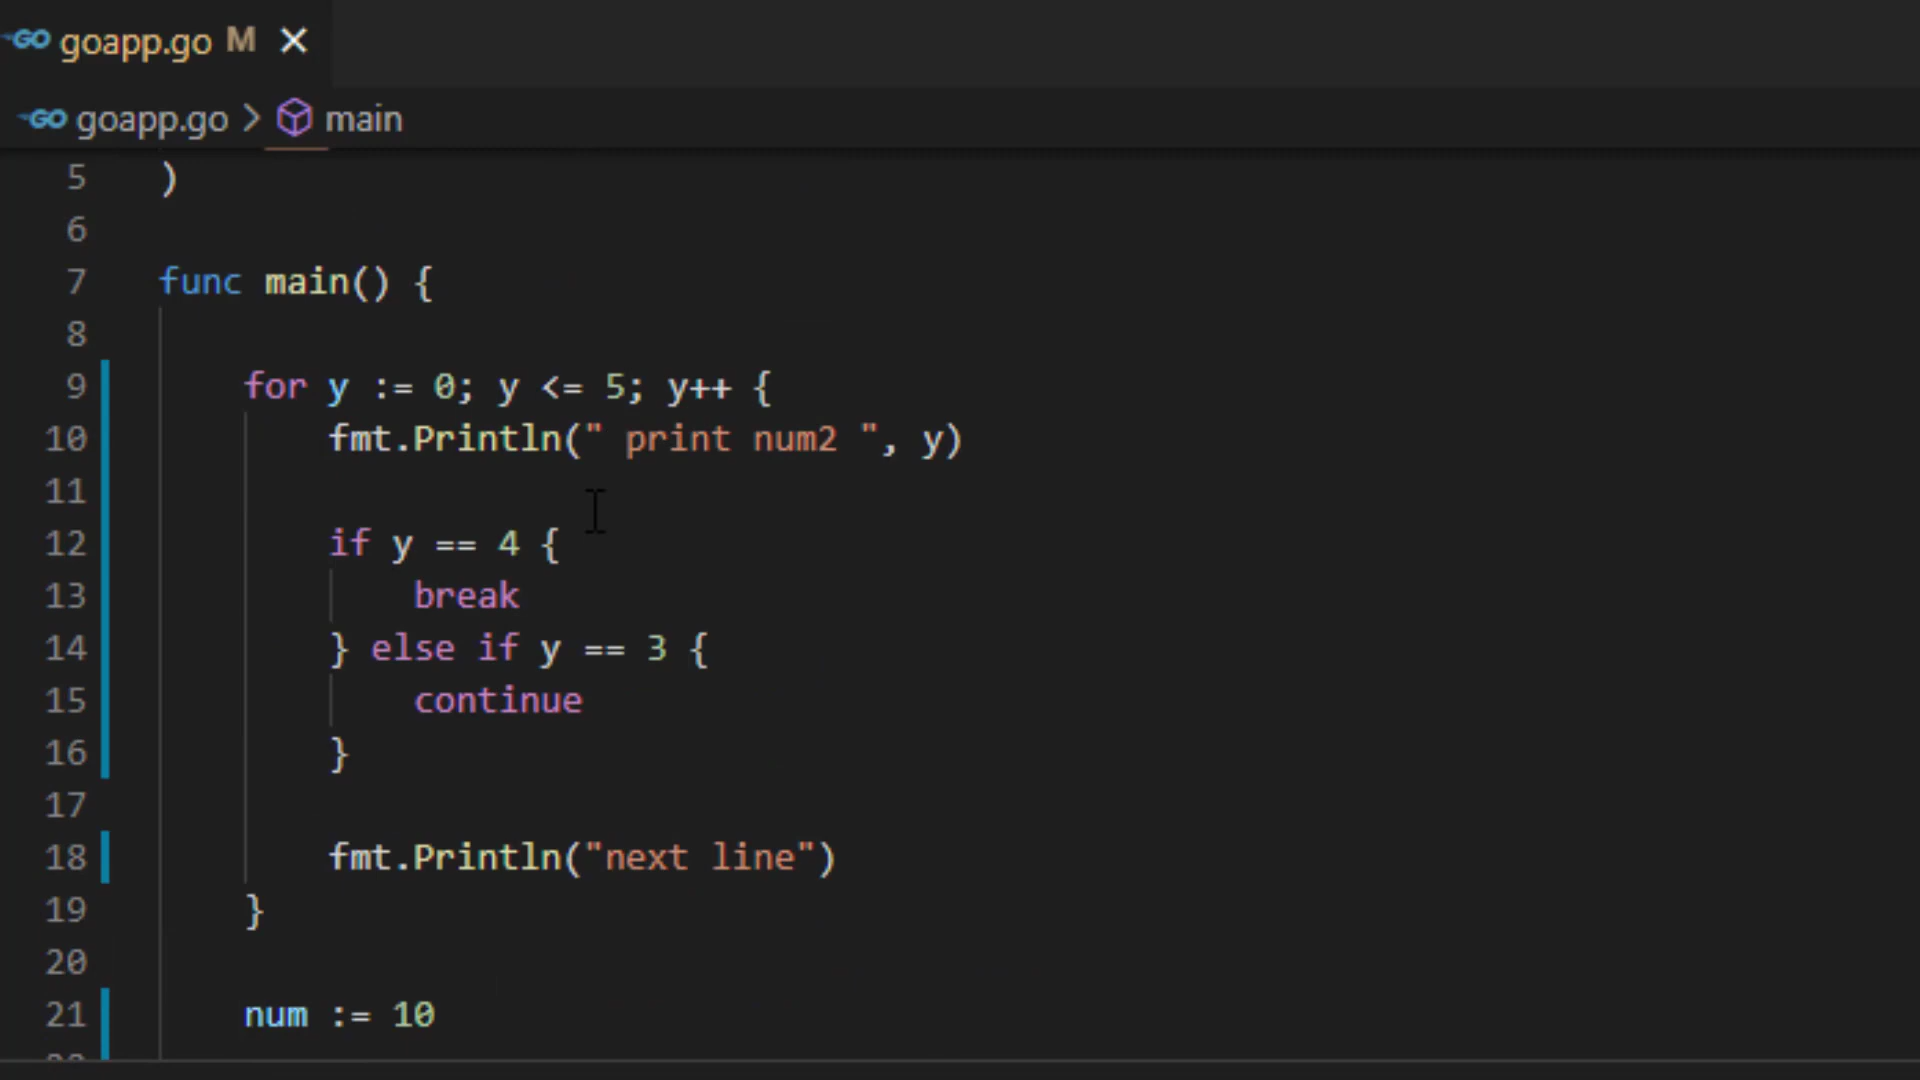 GO goapp.go M
GO goapp.go > main
5 )
6
7 func main() {
8
9 for y := 0; y <= 5; y++ {
10 fmt.Println(" print num2 ", y)
11
12 if y == 4 {
13 break
14 } else if y == 3 {
15 continue
16 }
17
18 fmt.Println("next line")
19 }
20
21 num := 10